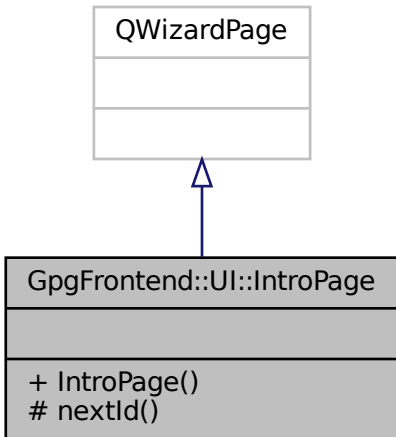 QWizardPage
GpgFrontend::UI::IntroPage
+ IntroPage()
# nextId()